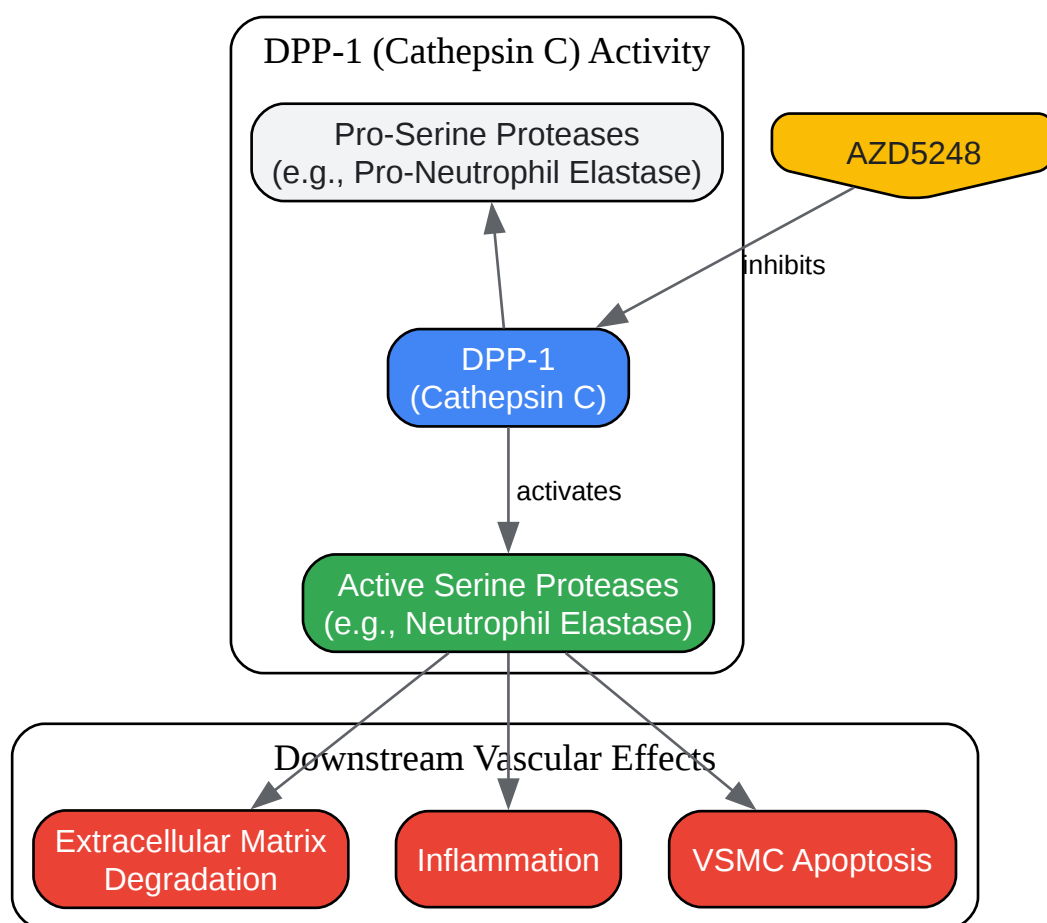 DPP-1 (Cathepsin C) Activity
Pro-Serine Proteases
(e.g., Pro-Neutrophil Elastase)
AZD5248
inhibits
DPP-1
(Cathepsin C)
activates
Active Serine Proteases
(e.g., Neutrophil Elastase)
Downstream Vascular Effects
Extracellular Matrix
Degradation
Inflammation
VSMC Apoptosis